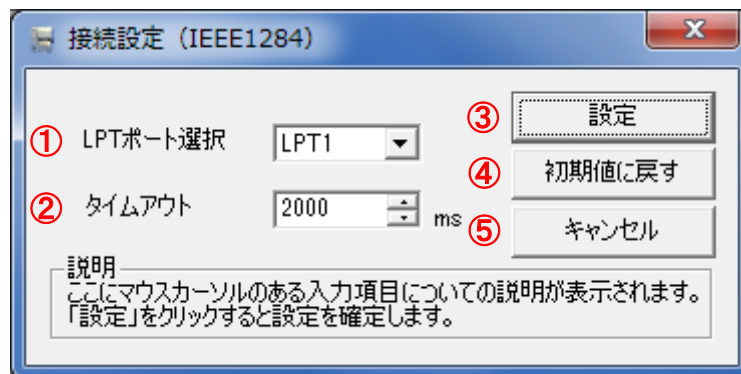 接続設定（IEEE1284）
① LPTポート選択 LPT1
② タイムアウト 2000 ms
③ 設定
④ 初期値に戻す
⑤ キャンセル
説明
ここにマウスカーソルのある入力項目についての説明が表示されます。
「設定」をクリックすると設定を確定します。